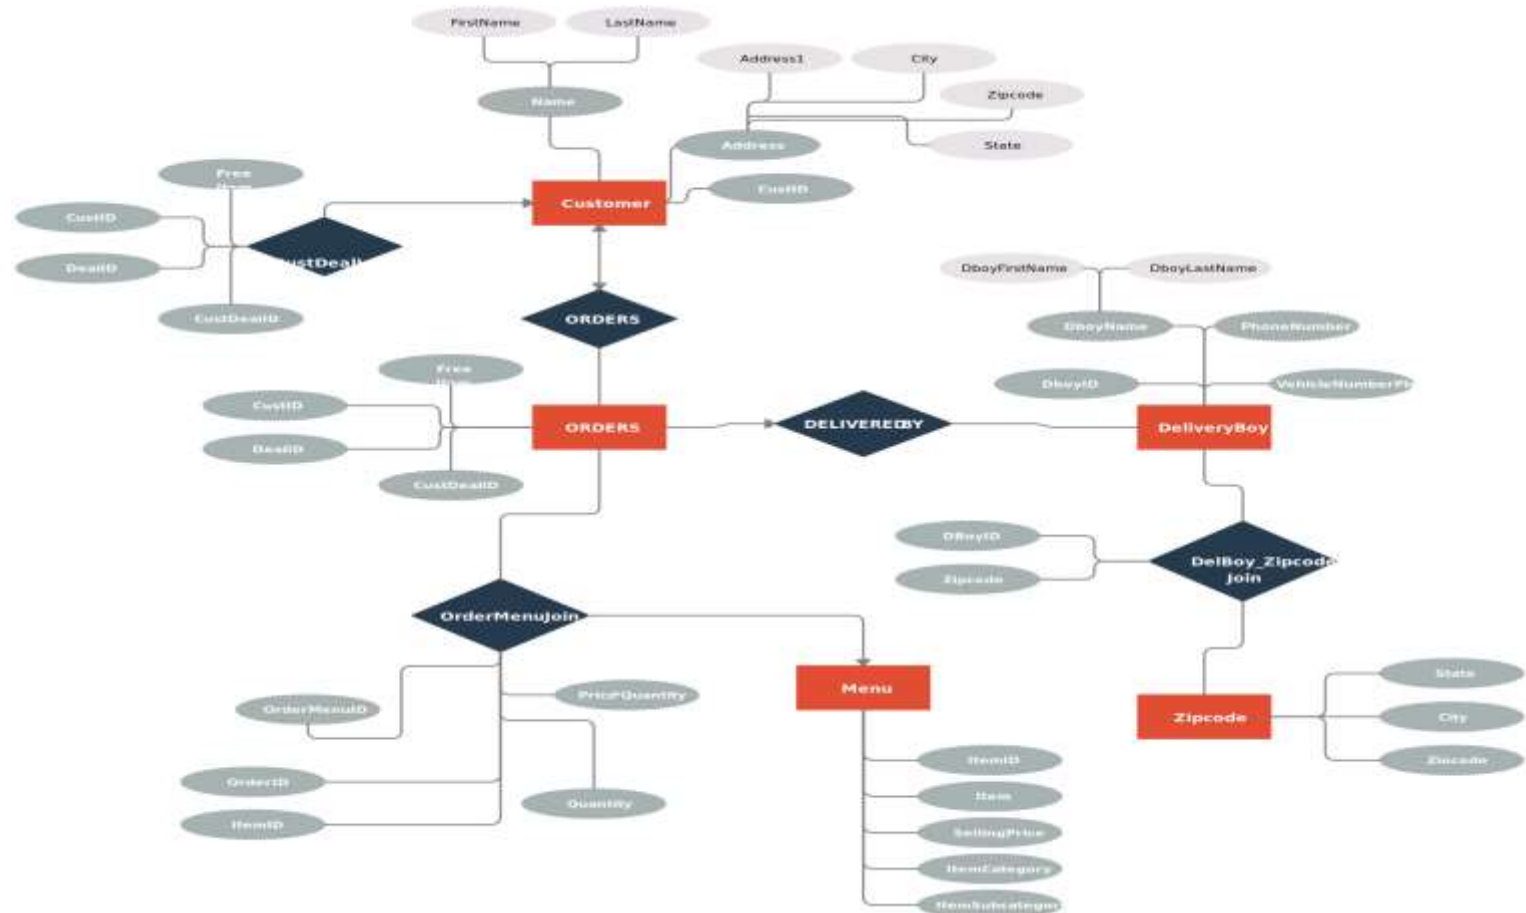 FirstName
LastName
Address1
City
Name
Zipcode
Address
State
Free
CustID
Customer
CustID
DealID
CustDealID
ORDERS
DboyFirstName
DboyLastName
DboyName
PhoneNumber
Free
DboyID
CustID
ORDERS
DELIVEREDBY
DeliveryBoy
DealID
CustDealID
DBoyID
DelBoy_Zipcode
Join
Zipcode
OrderMenuJoin
OrderMenuID
Price*Quantity
Menu
State
Zipcode
City
Zipcode
OrderID
Quantity
ItemID
ItemID
Item
SellingPrice
ItemCategory